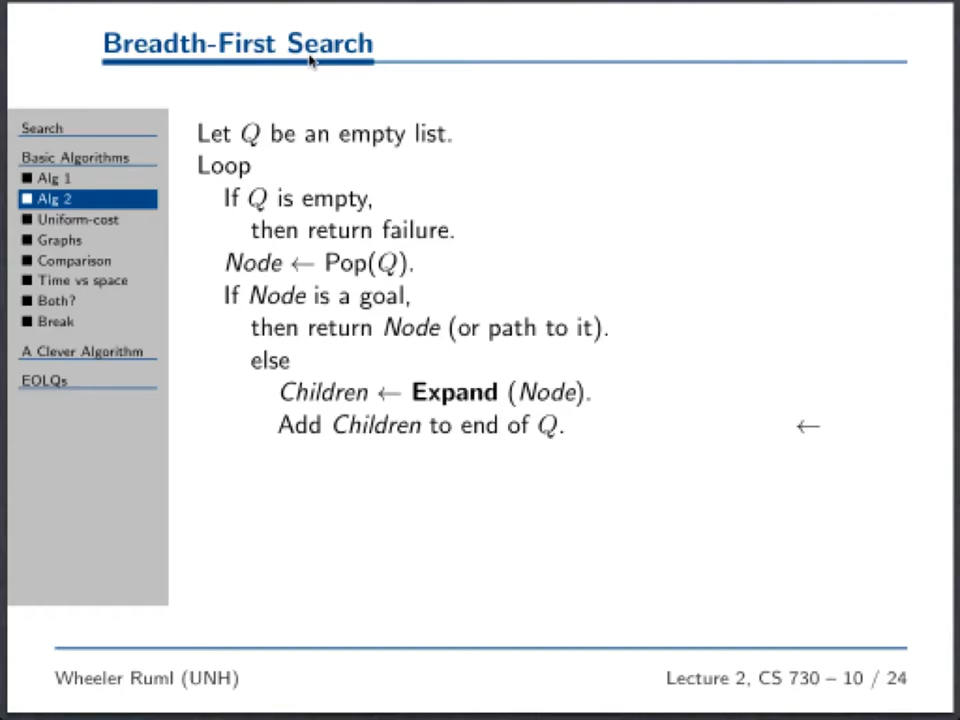 Breadth-First Search
Search
Basic Algorithms
■ Alg 1
■ Alg 2
■ Uniform-cost
■ Graphs
■ Comparison
■ Time vs space
■ Both?
■ Break
A Clever Algorithm
EOLQs
Let Q be an empty list.
Loop
If Q is empty,
then return failure.
Node ← Pop(Q).
If Node is a goal,
then return Node (or path to it).
else
Children ← Expand (Node).
Add Children to end of Q. ←
Wheeler Ruml (UNH)
Lecture 2, CS 730 – 10 / 24